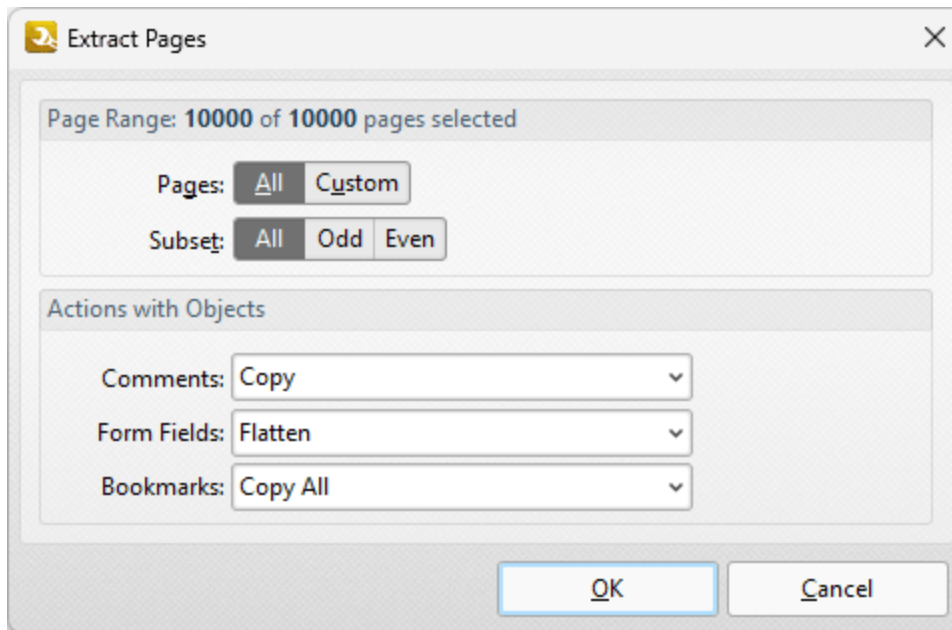 Extract Pages
Page Range: 10000 of 10000 pages selected
Pages: All Custom
Subset: All Odd Even
Actions with Objects
Comments: Copy
Form Fields: Flatten
Bookmarks: Copy All
OK Cancel